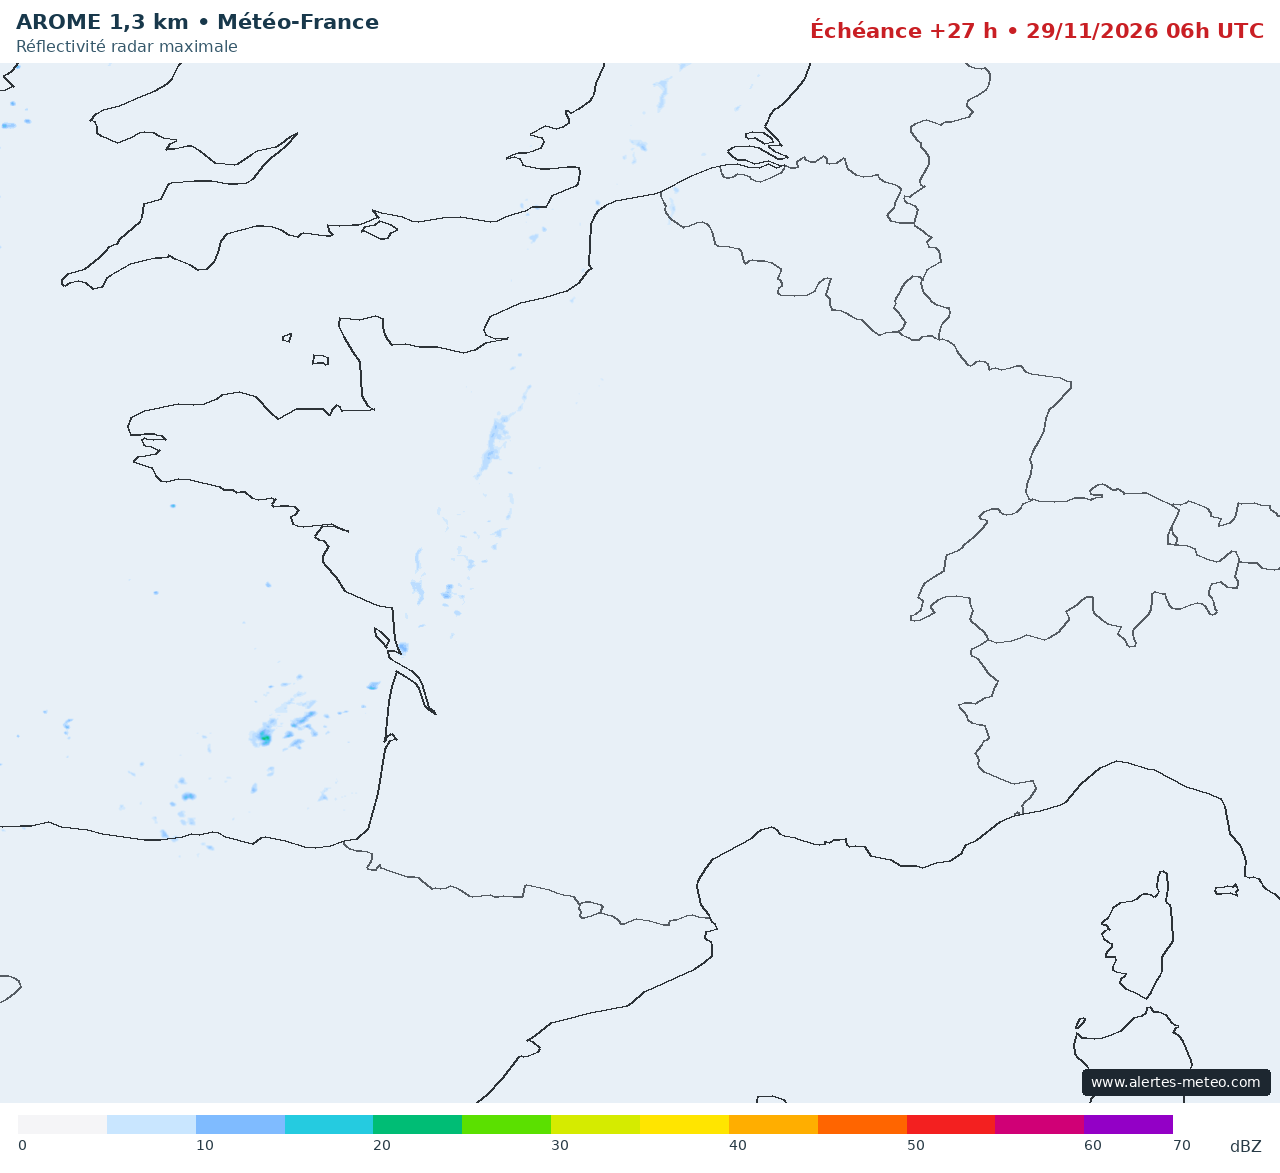 AROME 1,3 km • Météo-France
Réflectivité radar maximale
Échéance +27 h • 29/11/2026 06h UTC
www.alertes-meteo.com
0 10 20 30 40 50 60 70 dBZ